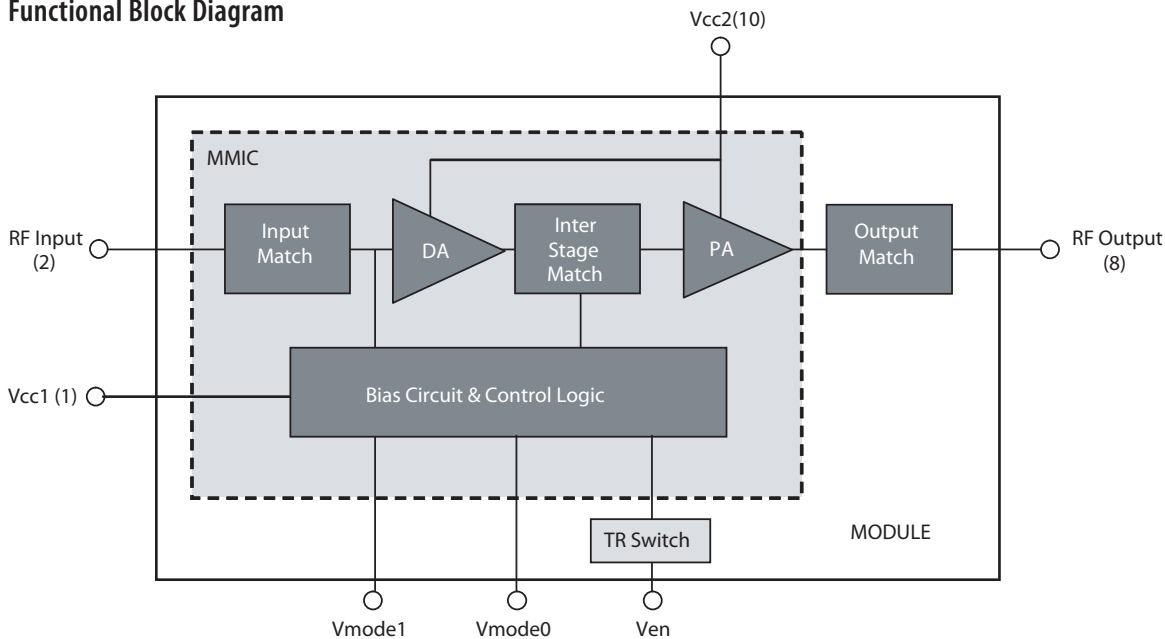 Functional Block Diagram
Vcc2(10)
MMIC
RF Input
(2)
Input
Match
DA
Inter
Stage
Match
PA
Output
Match
RF Output
(8)
Vcc1 (1)
Bias Circuit & Control Logic
TR Switch
MODULE
Vmode1
Vmode0
Ven